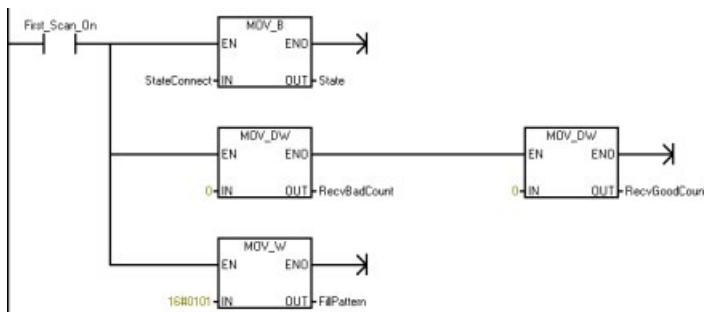 First_Scan_On
MOV_B
EN ENO
StateConnect IN OUT State
MOV_DW MOV_DW
EN ENO EN ENO
0 IN OUT RecvBadCount 0 IN OUT RecvGoodCoun
MOV_W
EN ENO
16#0101 IN OUT FillPattern